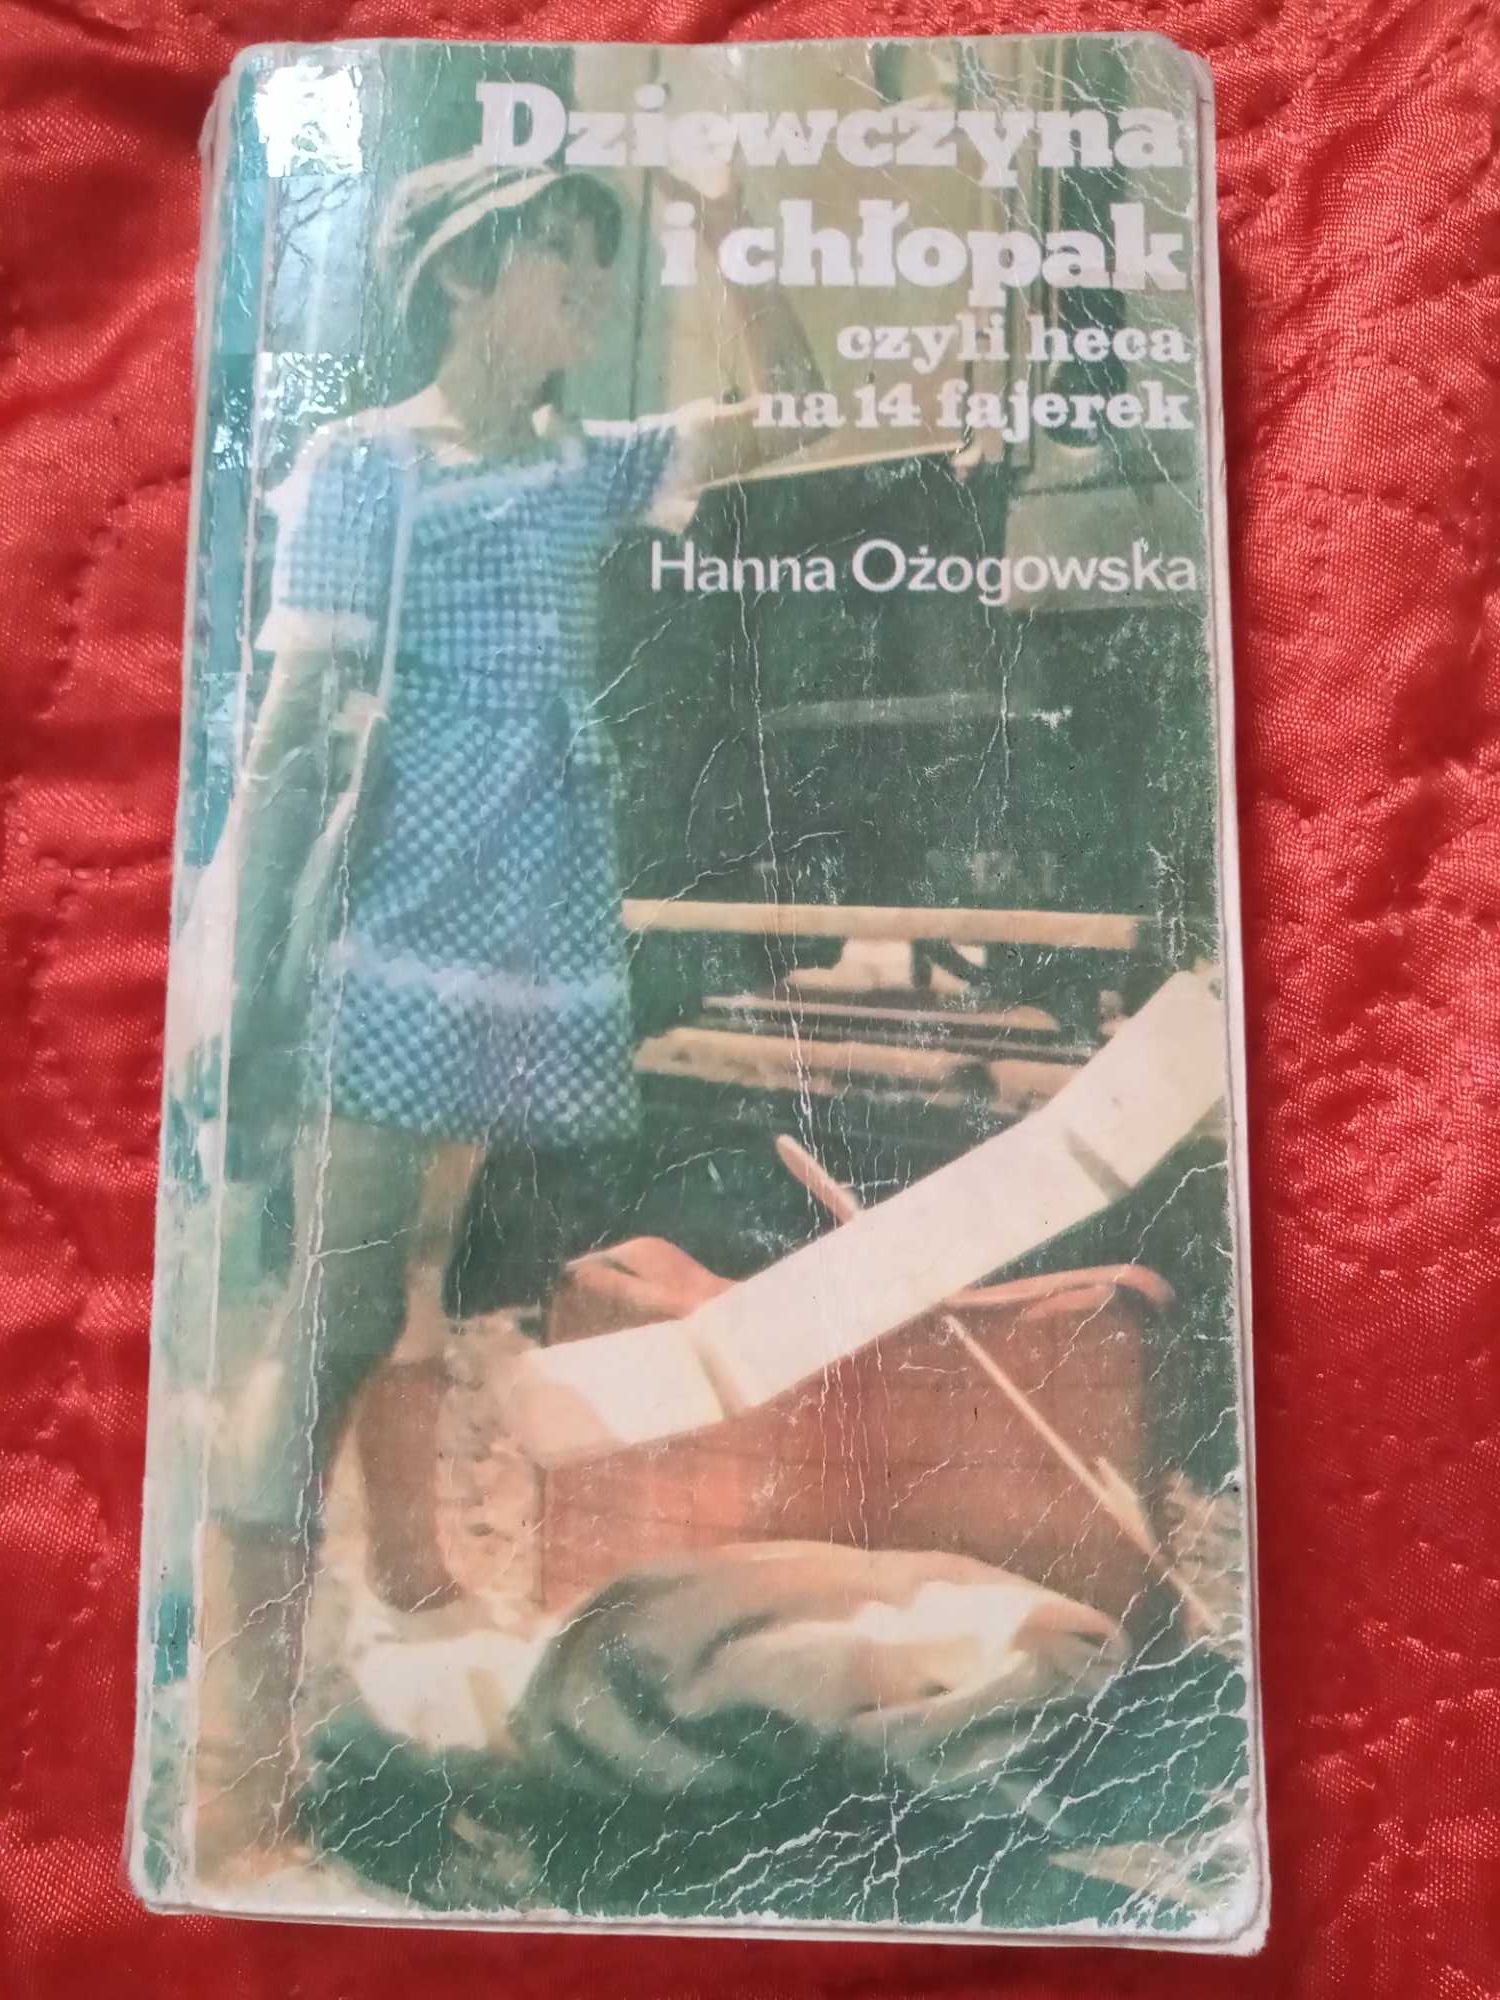 Dziewczyna
i chłopak
czyli heca
na 14 fajerek
Hanna Ożogowska